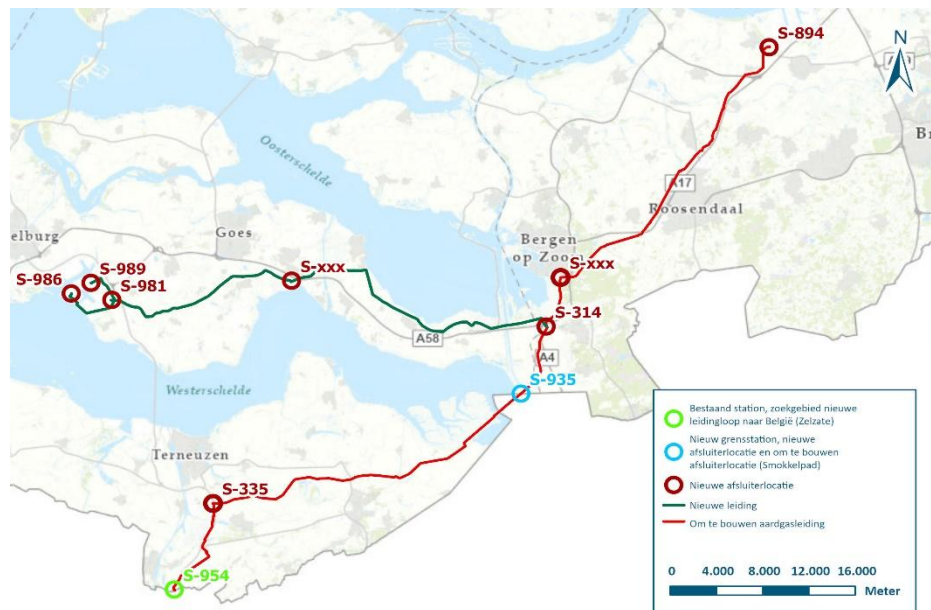 S-894
N
Oosterschelde
A17
Roosendaal
Goes
Bergen
op Zoom
elburg
S-989
S-986
S-981
S-xxx
S-xxx
S-314
A58
A4
S-935
Westerschelde
Terneuzen
S-335
S-954
Bestaand station, zoekgebied nieuwe
leidingloop naar België (Zelzate)
Nieuw grensstation, nieuwe
afsluiterlocatie en om te bouwen
afsluiterlocatie (Smokkelpad)
Nieuwe afsluiterlocatie
Nieuwe leiding
Om te bouwen aardgasleiding
0 4.000 8.000 12.000 16.000
Meter